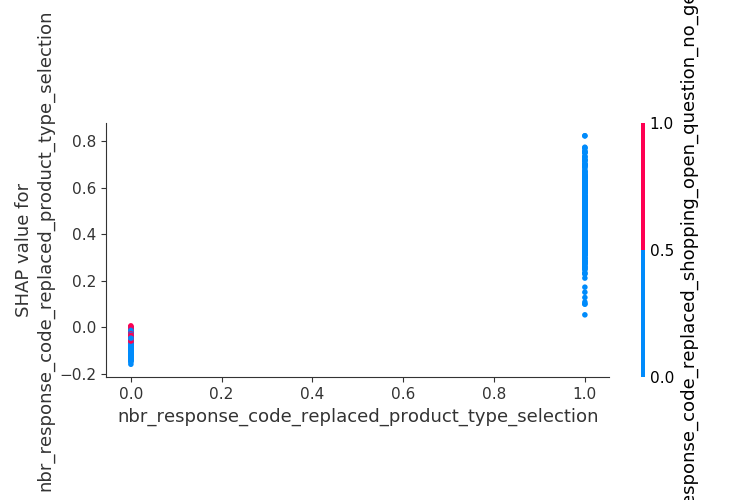 SHAP value for
nbr_response_code_replaced_product_type_selection
0.8
0.6
0.4
0.2
0.0
−0.2
0.0 0.2 0.4 0.6 0.8 1.0
nbr_response_code_replaced_product_type_selection
1.0
0.5
0.0
esponse_code_replaced_shopping_open_question_no_ge